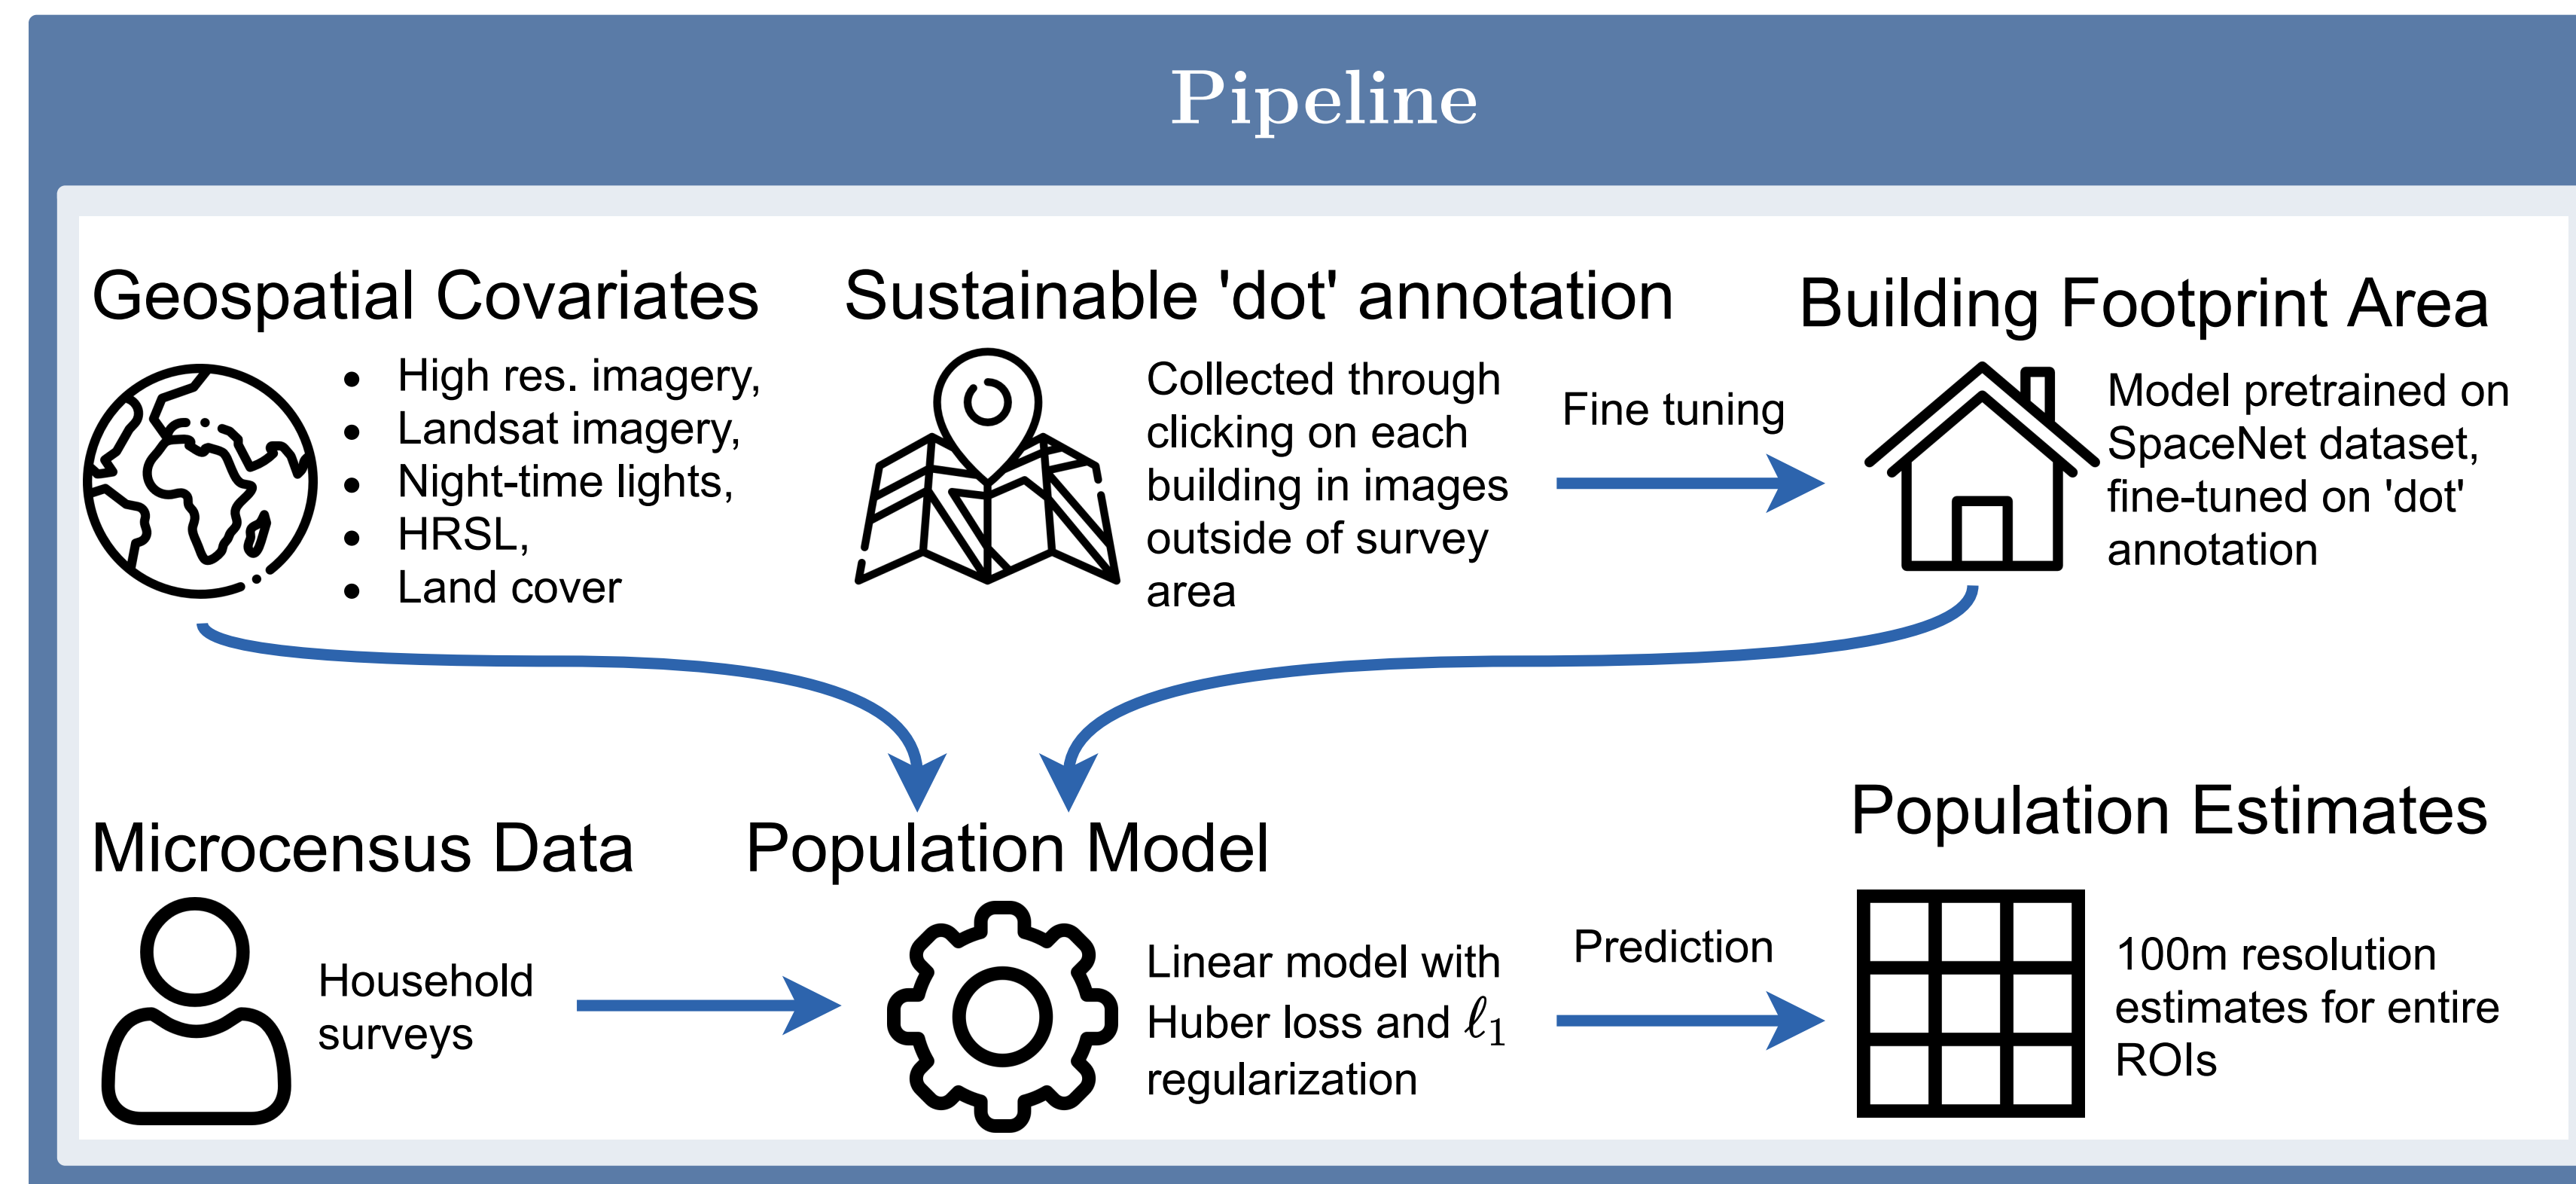 Pipeline
Geospatial Covariates
• High res. imagery,
• Landsat imagery,
• Night-time lights,
• HRSL,
• Land cover
Sustainable 'dot' annotation
Collected through
clicking on each
building in images
outside of survey
area
Fine tuning
Building Footprint Area
Model pretrained on
SpaceNet dataset,
fine-tuned on 'dot'
annotation
Microcensus Data
Household
surveys
Population Model
Linear model with
Huber loss and ℓ₁
regularization
Prediction
Population Estimates
100m resolution
estimates for entire
ROIs